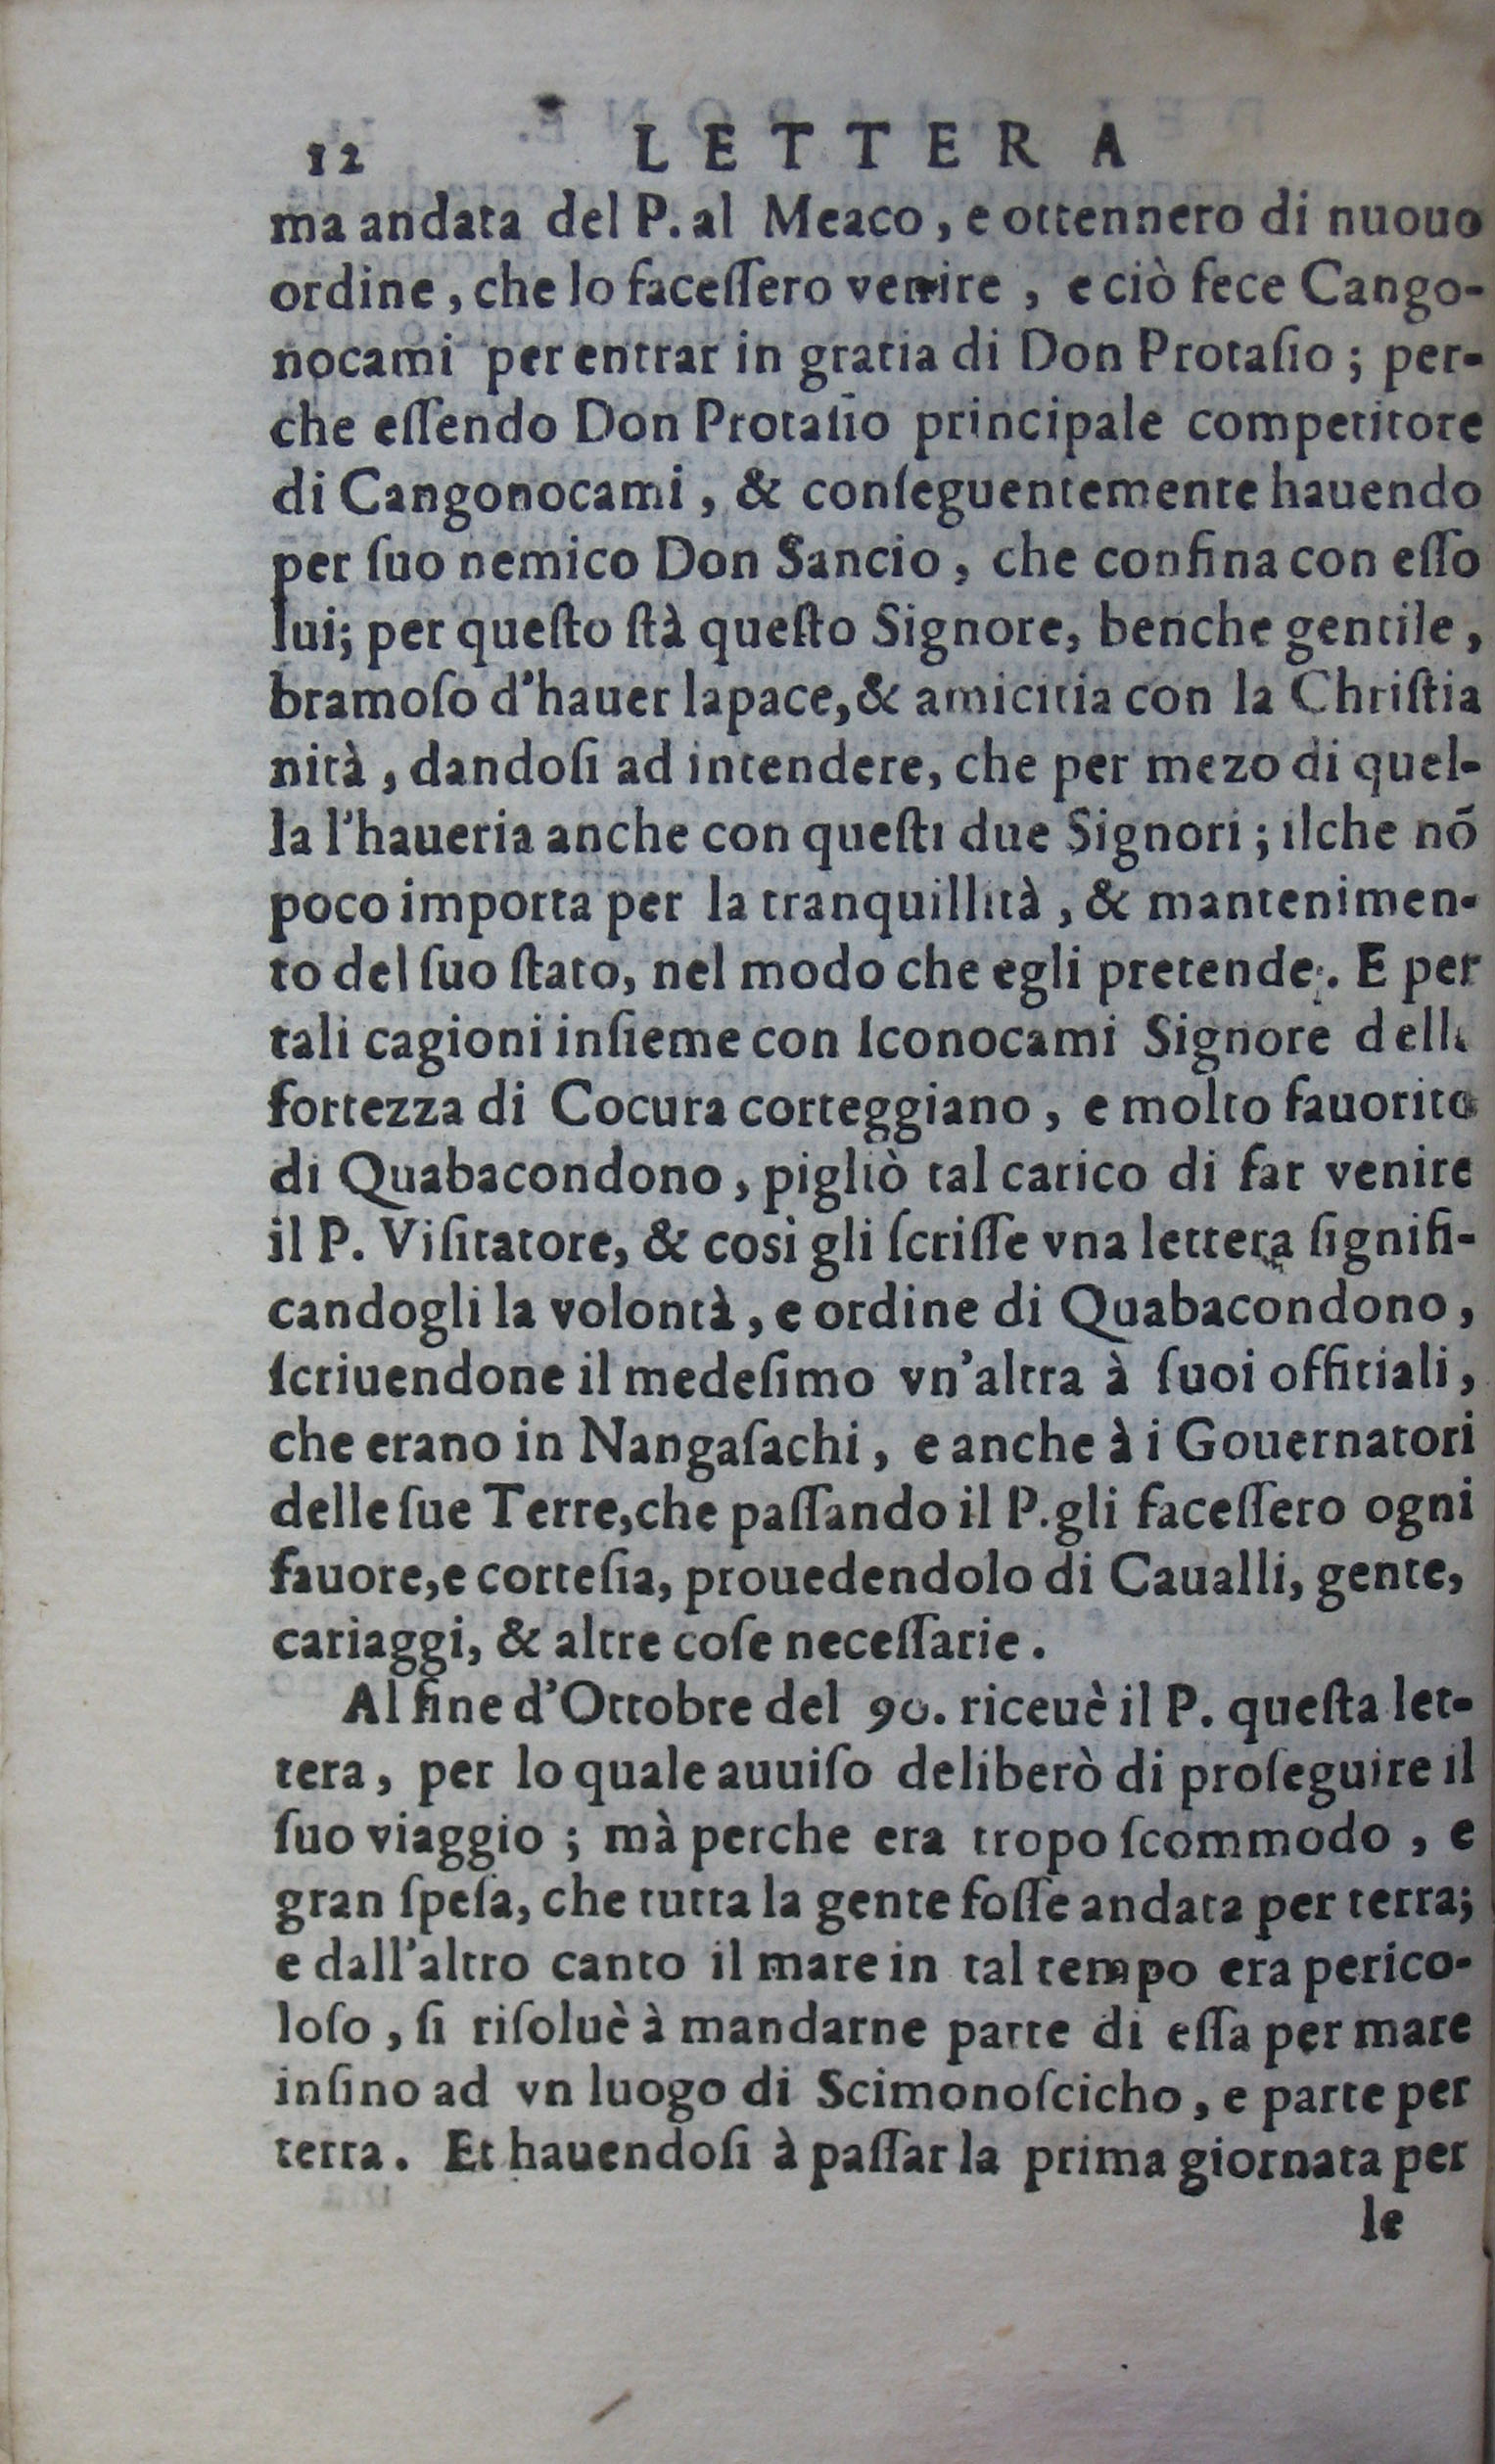 12 LETTERA
ma andata del P. al Meaco, e ottennero di nuouo
ordine, che lo faceſſero venire, e ciò fece Cango-
nocami per entrar in gratia di Don Protaſio; per-
che eſſendo Don Protaſio principale competitore
di Cangonocami, & conſeguentemente hauendo
per ſuo nemico Don Sancio, che confina con eſſo
lui; per queſto ſtà queſto Signore, benche gentile,
bramoſo d'hauer lapace, & amicitia con la Chriſtia
nità, dandoſi ad intendere, che per mezo di quel-
la l'haueria anche con queſti due Signori; ilche nõ
poco importa per la tranquillità, & mantenimen-
to del ſuo ſtato, nel modo che egli pretende. E per
tali cagioni inſieme con Iconocami Signore della
fortezza di Cocura corteggiano, e molto fauorito
di Quabacondono, pigliò tal carico di far venire
il P. Viſitatore, & così gli ſcriſſe vna lettera ſignifi-
candogli la volontà, e ordine di Quabacondono,
ſcriuendone il medeſimo vn'altra à ſuoi offitiali,
che erano in Nangaſachi, e anche à i Gouernatori
delle ſue Terre, che paſſando il P. gli faceſſero ogni
fauore, e corteſia, prouedendolo di Caualli, gente,
cariaggi, & altre coſe neceſſarie.
Al fine d'Ottobre del 90. riceuè il P. queſta let-
tera, per lo quale auuiſo deliberò di proſeguire il
ſuo viaggio; mà perche era tropo ſcommodo, e
gran ſpeſa, che tutta la gente foſſe andata per terra;
e dall'altro canto il mare in tal tempo era perico-
loſo, ſi riſoluè à mandarne parte di eſſa per mare
inſino ad vn luogo di Scimonoſcicho, e parte per
terra. Et hauendoſi à paſſar la prima giornata per
le